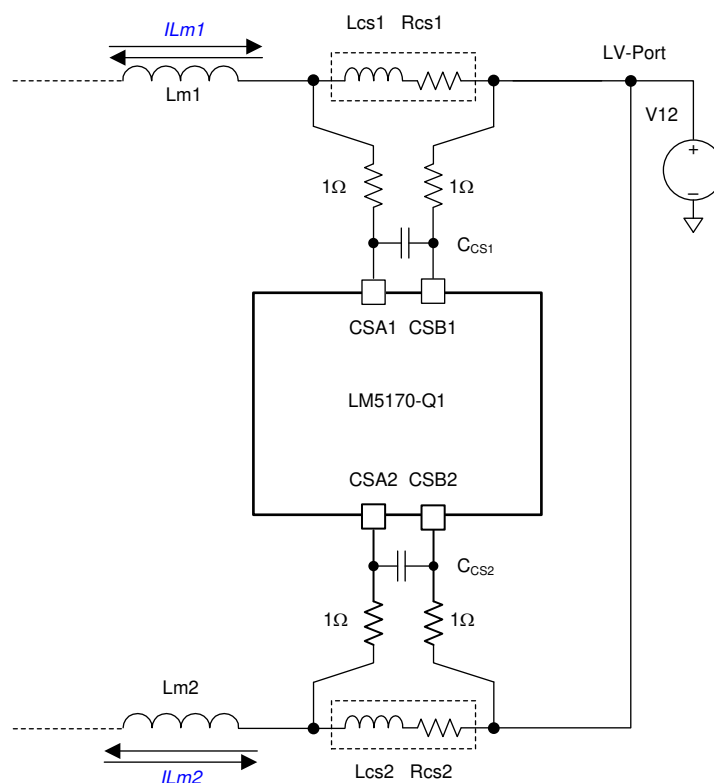 ILm1
Lcs1 Rcs1
LV-Port
Lm1
V12
+
−
1Ω
1Ω
CCS1
CSA1 CSB1
LM5170-Q1
CSA2 CSB2
CCS2
1Ω
1Ω
Lm2
ILm2
Lcs2 Rcs2